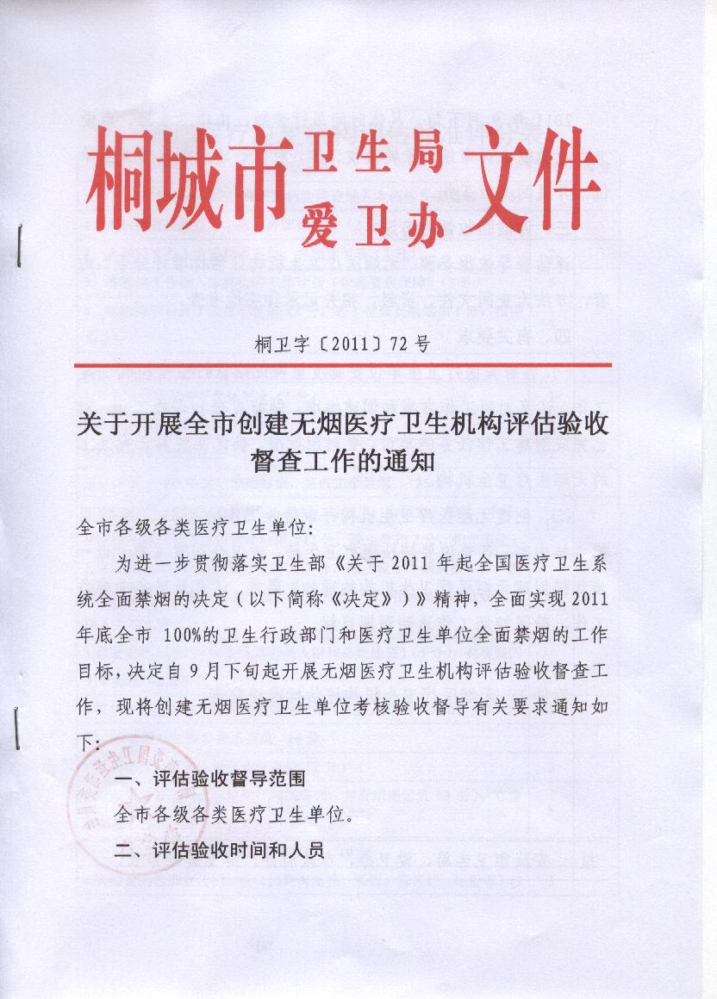 桐城市卫生局爱卫办文件
桐卫字〔2011〕72号
关于开展全市创建无烟医疗卫生机构评估验收
督查工作的通知
全市各级各类医疗卫生单位:
为进一步贯彻落实卫生部《关于2011年起全国医疗卫生系
统全面禁烟的决定(以下简称《决定》)》精神,全面实现2011
年底全市 100%的卫生行政部门和医疗卫生单位全面禁烟的工作
目标,决定自9月下旬起开展无烟医疗卫生机构评估验收督查工
作,现将创建无烟医疗卫生单位考核验收督导有关要求通知如
下:
一、评估验收督导范围
全市各级各类医疗卫生单位。
二、评估验收时间和人员